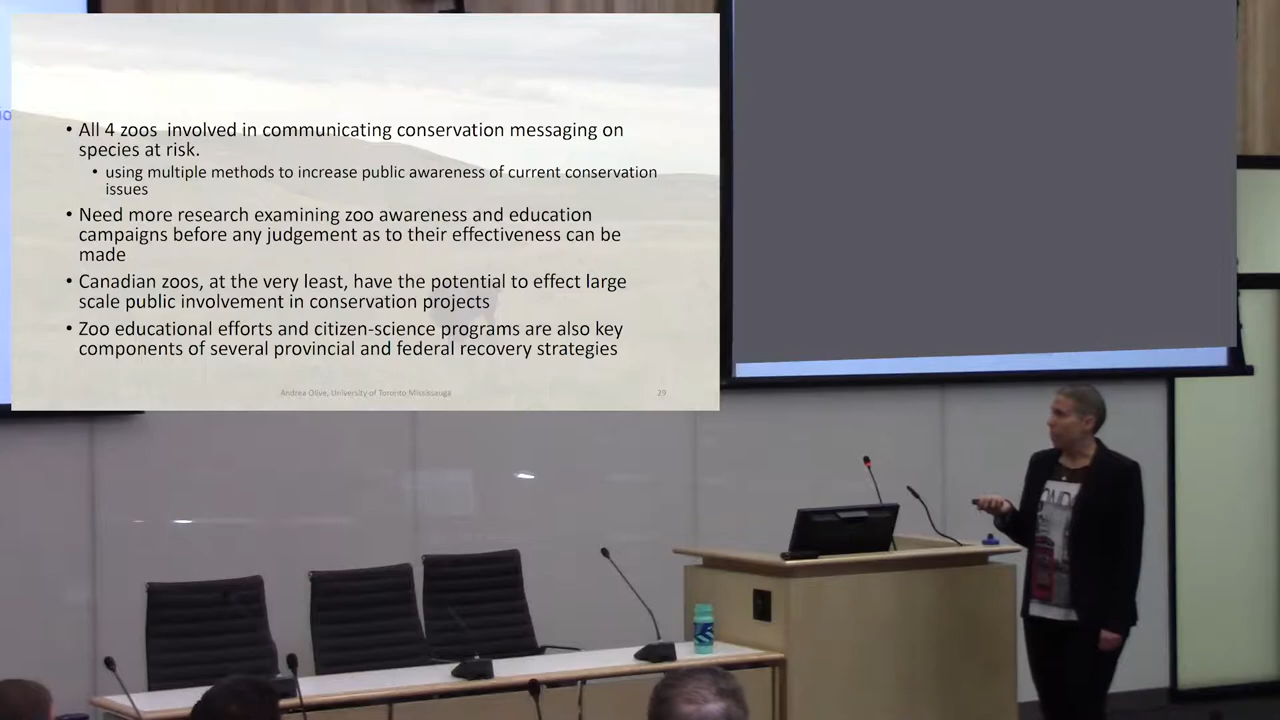 io
• All 4 zoos  involved in communicating conservation messaging on
species at risk.
• using multiple methods to increase public awareness of current conservation
issues
• Need more research examining zoo awareness and education
campaigns before any judgement as to their effectiveness can be
made
• Canadian zoos, at the very least, have the potential to effect large
scale public involvement in conservation projects
• Zoo educational efforts and citizen-science programs are also key
components of several provincial and federal recovery strategies
Andrea Olive, University of Toronto Mississauga
29